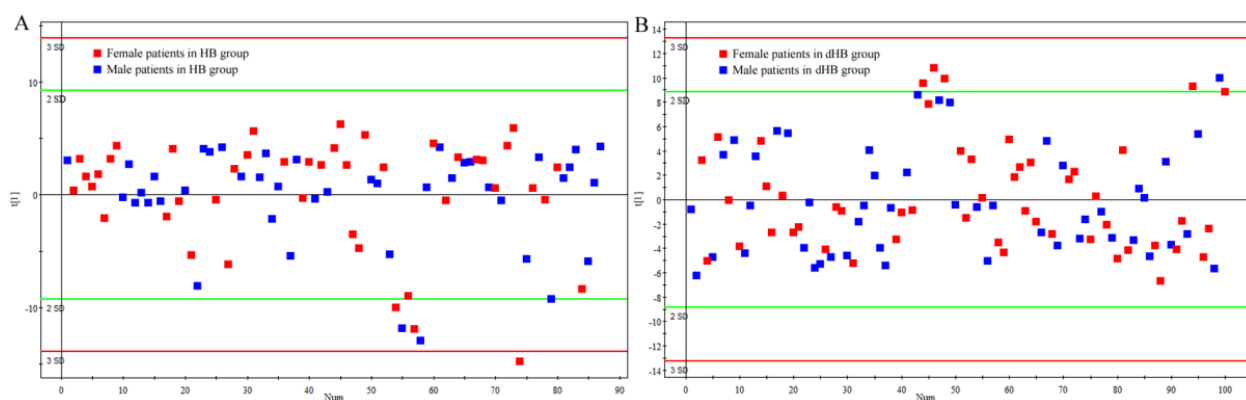 A
3 SD
Female patients in HB group
Male patients in HB group
10
2 SD
0
t[1]
-10
2 SD
3 SD
0 10 20 30 40 50 60 70 80 90
Num
B
14
12
10
8
6
4
2
0
-2
-4
-6
-8
-10
-12
-14
3 SD
Female patients in dHB group
Male patients in dHB group
2 SD
t[1]
2 SD
3 SD
0 10 20 30 40 50 60 70 80 90 100
Num